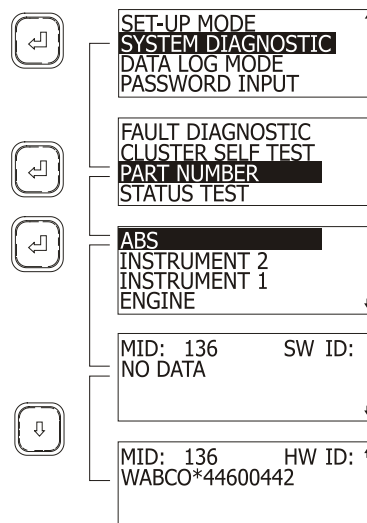 SET-UP MODE
SYSTEM DIAGNOSTIC
DATA LOG MODE
PASSWORD INPUT
FAULT DIAGNOSTIC
CLUSTER SELF TEST
PART NUMBER
STATUS TEST
ABS
INSTRUMENT 2
INSTRUMENT 1
ENGINE
MID: 136 SW ID:
NO DATA
MID: 136 HW ID:
WABCO*44600442